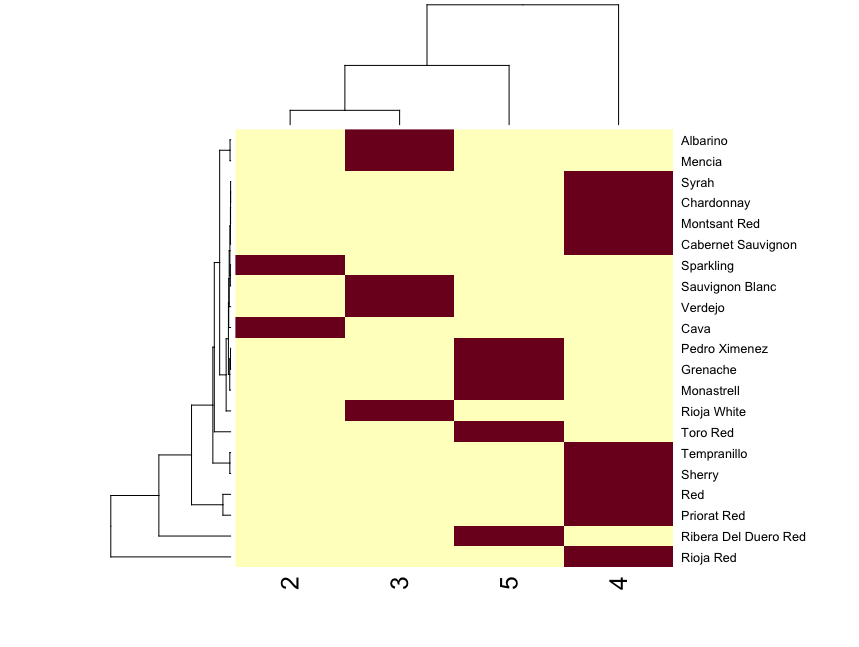 Albarino
Mencia
Syrah
Chardonnay
Montsant Red
Cabernet Sauvignon
Sparkling
Sauvignon Blanc
Verdejo
Cava
Pedro Ximenez
Grenache
Monastrell
Rioja White
Toro Red
Tempranillo
Sherry
Red
Priorat Red
Ribera Del Duero Red
Rioja Red
2 3 5 4